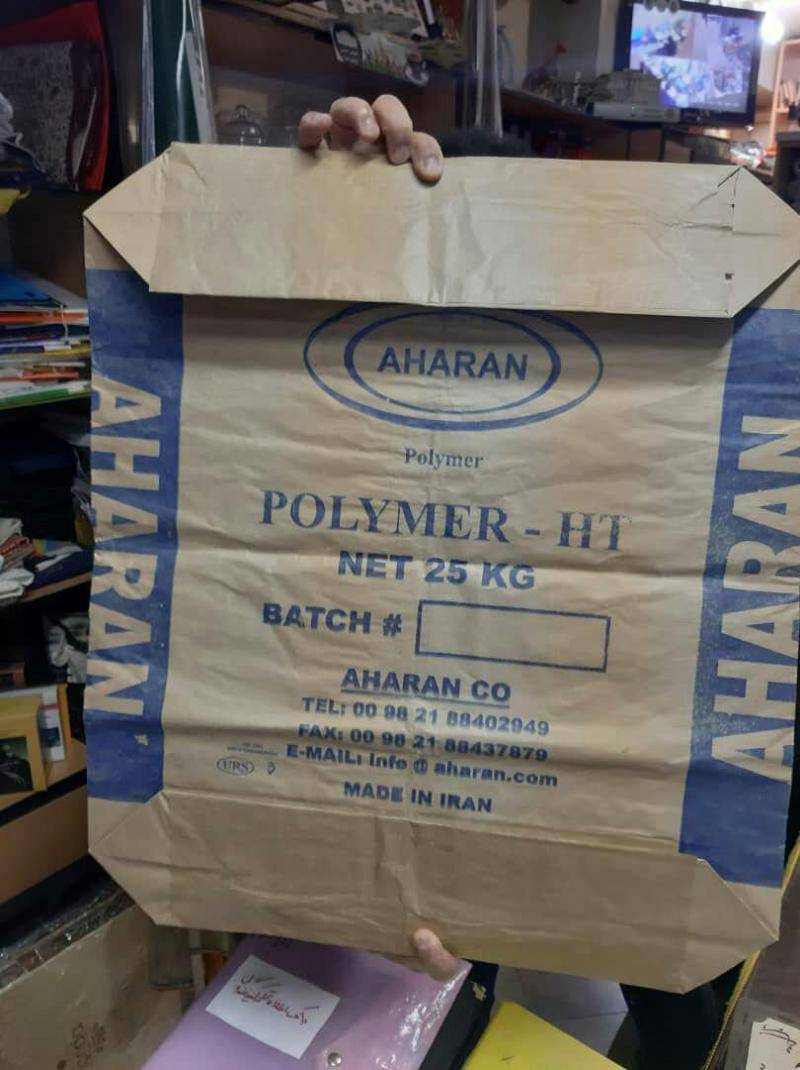 AHARAN
Polymer
POLYMER - HT
NET 25 KG
BATCH #
AHARAN CO
TEL: 00 98 21 88402949
FAX: 00 98 21 88437879
E-MAIL: Info @ aharan.com
MADE IN IRAN
URS
AHARAN
AHARAN